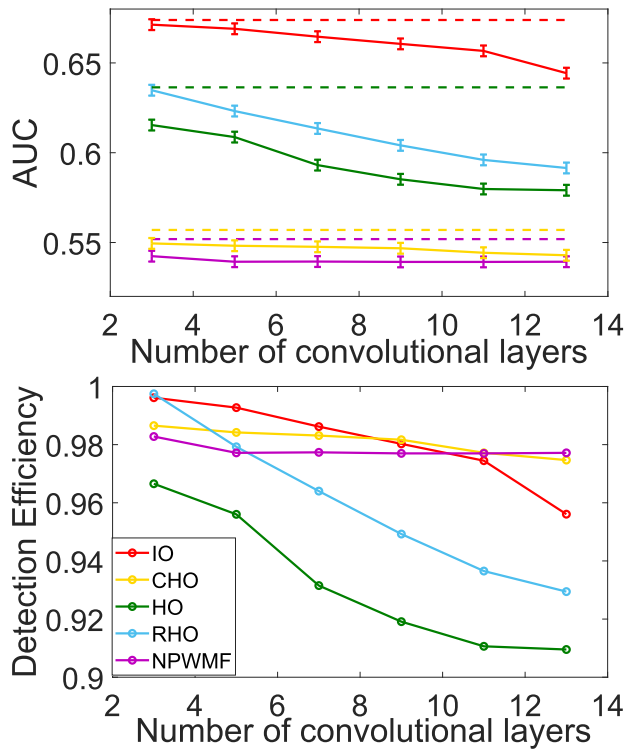 AUC
0.65
0.6
0.55
2 4 6 8 10 12 14
Number of convolutional layers
Detection Efficiency
1
0.98
0.96
0.94
0.92
0.9
IO
CHO
HO
RHO
NPWMF
2 4 6 8 10 12 14
Number of convolutional layers